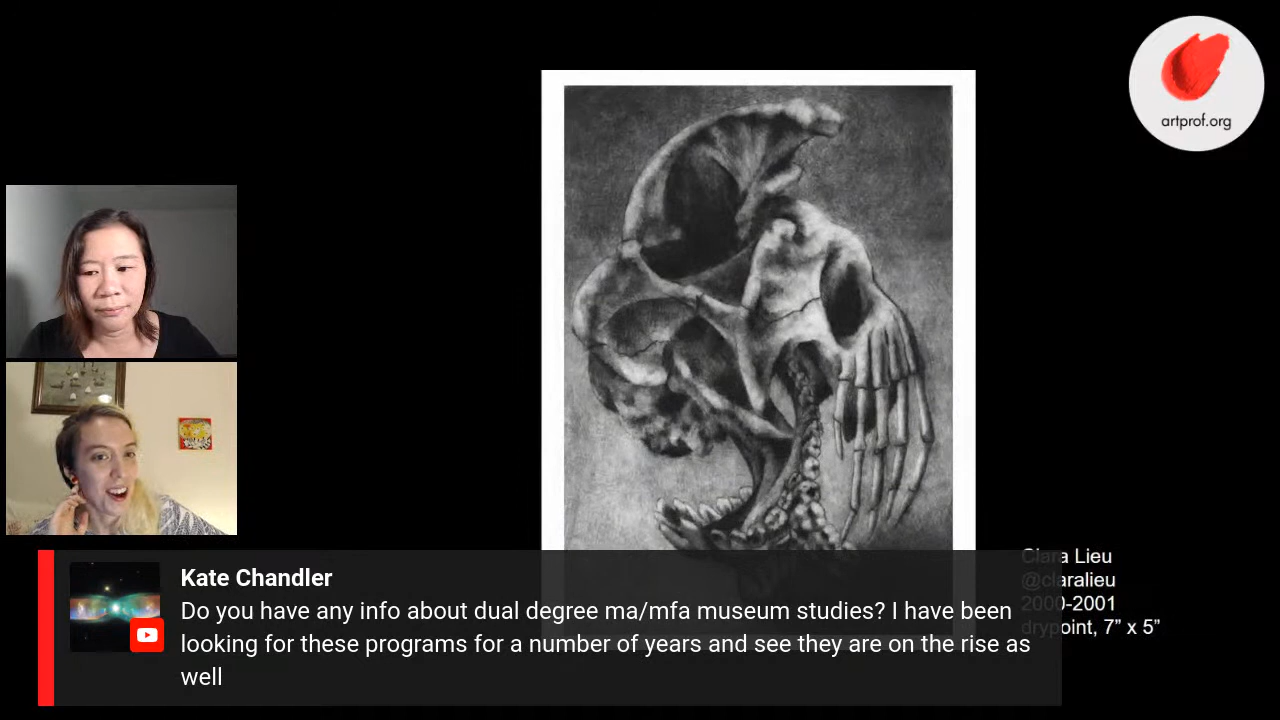 artprof.org
Clara Lieu
@claralieu
2000-2001
drypoint, 7” x 5”
Kate Chandler
Do you have any info about dual degree ma/mfa museum studies? I have been
looking for these programs for a number of years and see they are on the rise as
well